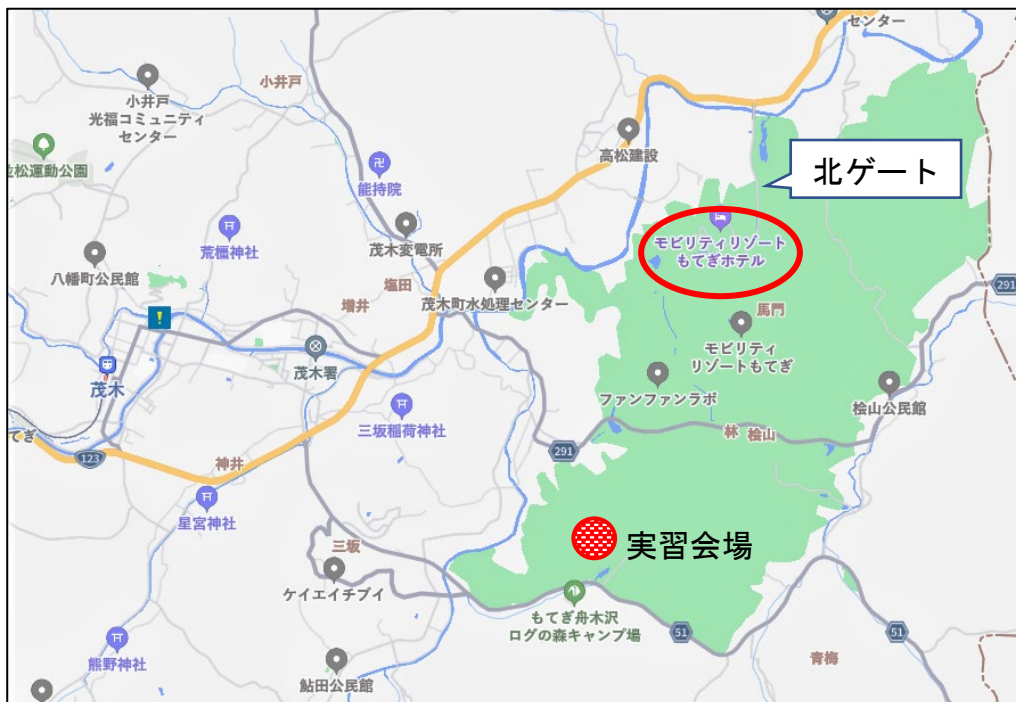 センター
小井戸
小井戸
光福コミュニティ
センター
高松建設
並松運動公園
能持院
北ゲート
茂木変電所
荒橿神社
モビリティリゾート
もてぎホテル
八幡町公民館
塩田
茂木町水処理センター
増井
291
馬門
モビリティ
リゾートもてぎ
茂木署
茂木
ファンファンラボ
桧山公民館
三坂稲荷神社
林
桧山
てぎ
123
神井
291
星宮神社
実習会場
三坂
ケイエイチブイ
もてぎ舟木沢
ログの森キャンプ場
51
51
熊野神社
鮎田公民館
青梅